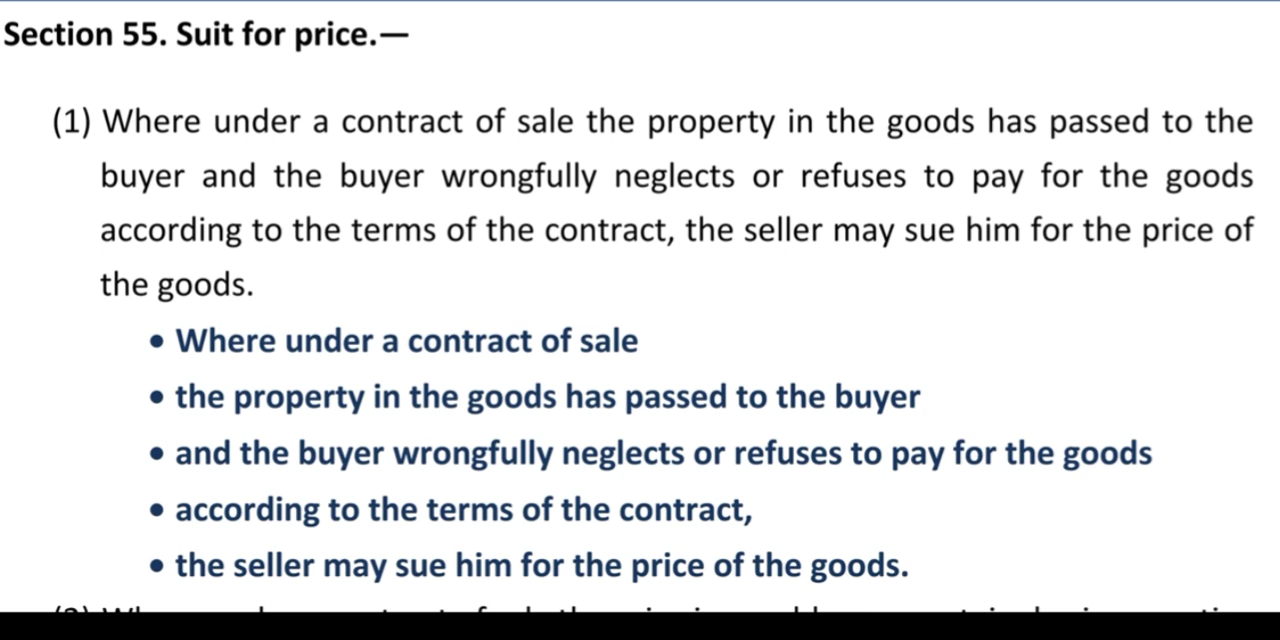 Section 55. Suit for price.—
(1) Where under a contract of sale the property in the goods has passed to the
buyer and the buyer wrongfully neglects or refuses to pay for the goods
according to the terms of the contract, the seller may sue him for the price of
the goods.
• Where under a contract of sale
• the property in the goods has passed to the buyer
• and the buyer wrongfully neglects or refuses to pay for the goods
• according to the terms of the contract,
• the seller may sue him for the price of the goods.